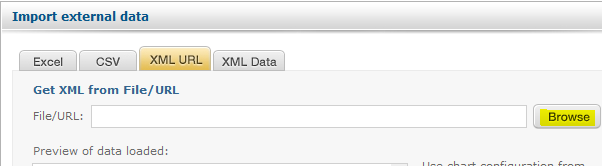 Import external data
Excel CSV XML URL XML Data
Get XML from File/URL
File/URL: Browse
Preview of data loaded:
Use chart configuration from